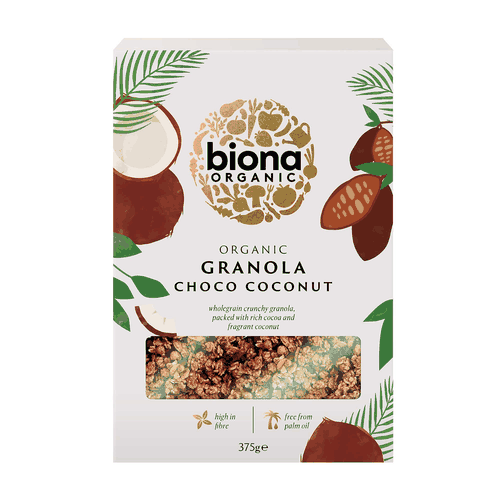 biona
ORGANIC
ORGANIC
GRANOLA
CHOCO COCONUT
wholegrain crunchy granola,
packed with rich cocoa and
fragrant coconut
high in
fibre
free from
palm oil
375g℮